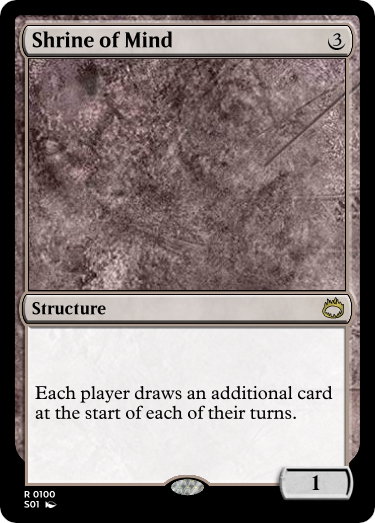 Shrine of Mind 3
Structure
Each player draws an additional card
at the start of each of their turns.
1
R 0100
S01